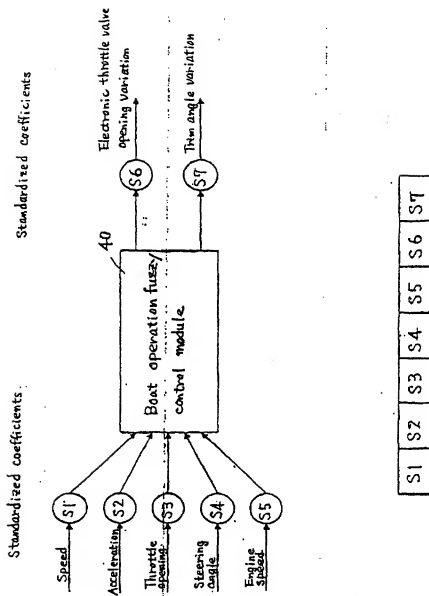 Standardized coefficients
Standardized coefficients
Speed
S1
Acceleration
S2
Throttle
opening
S3
Steering
angle
S4
Engine
speed
S5
40
Boat operation fuzzy
control module
S6
Electronic throttle valve
opening variation
S7
Trim angle variation
S1 S2 S3 S4 S5 S6 S7